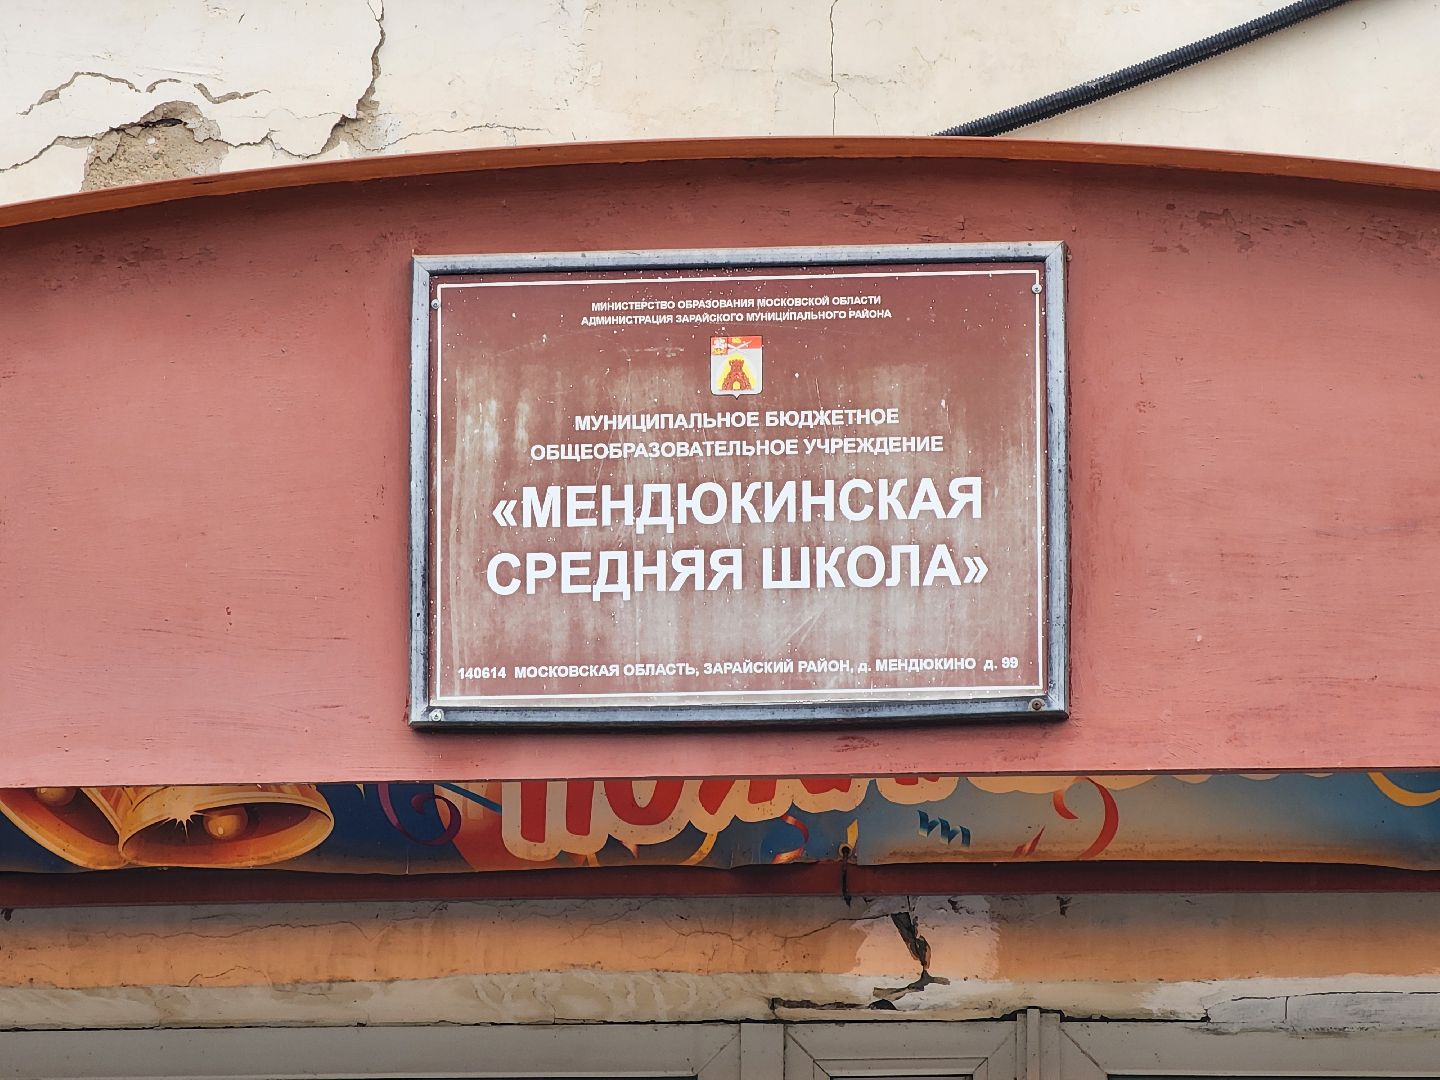 МИНИСТЕРСТВО ОБРАЗОВАНИЯ МОСКОВСКОЙ ОБЛАСТИ
АДМИНИСТРАЦИЯ ЗАРАЙСКОГО МУНИЦИПАЛЬНОГО РАЙОНА
МУНИЦИПАЛЬНОЕ БЮДЖЕТНОЕ
ОБЩЕОБРАЗОВАТЕЛЬНОЕ УЧРЕЖДЕНИЕ
«МЕНДЮКИНСКАЯ
СРЕДНЯЯ ШКОЛА»
140614 МОСКОВСКАЯ ОБЛАСТЬ, ЗАРАЙСКИЙ РАЙОН, д. МЕНДЮКИНО д. 99